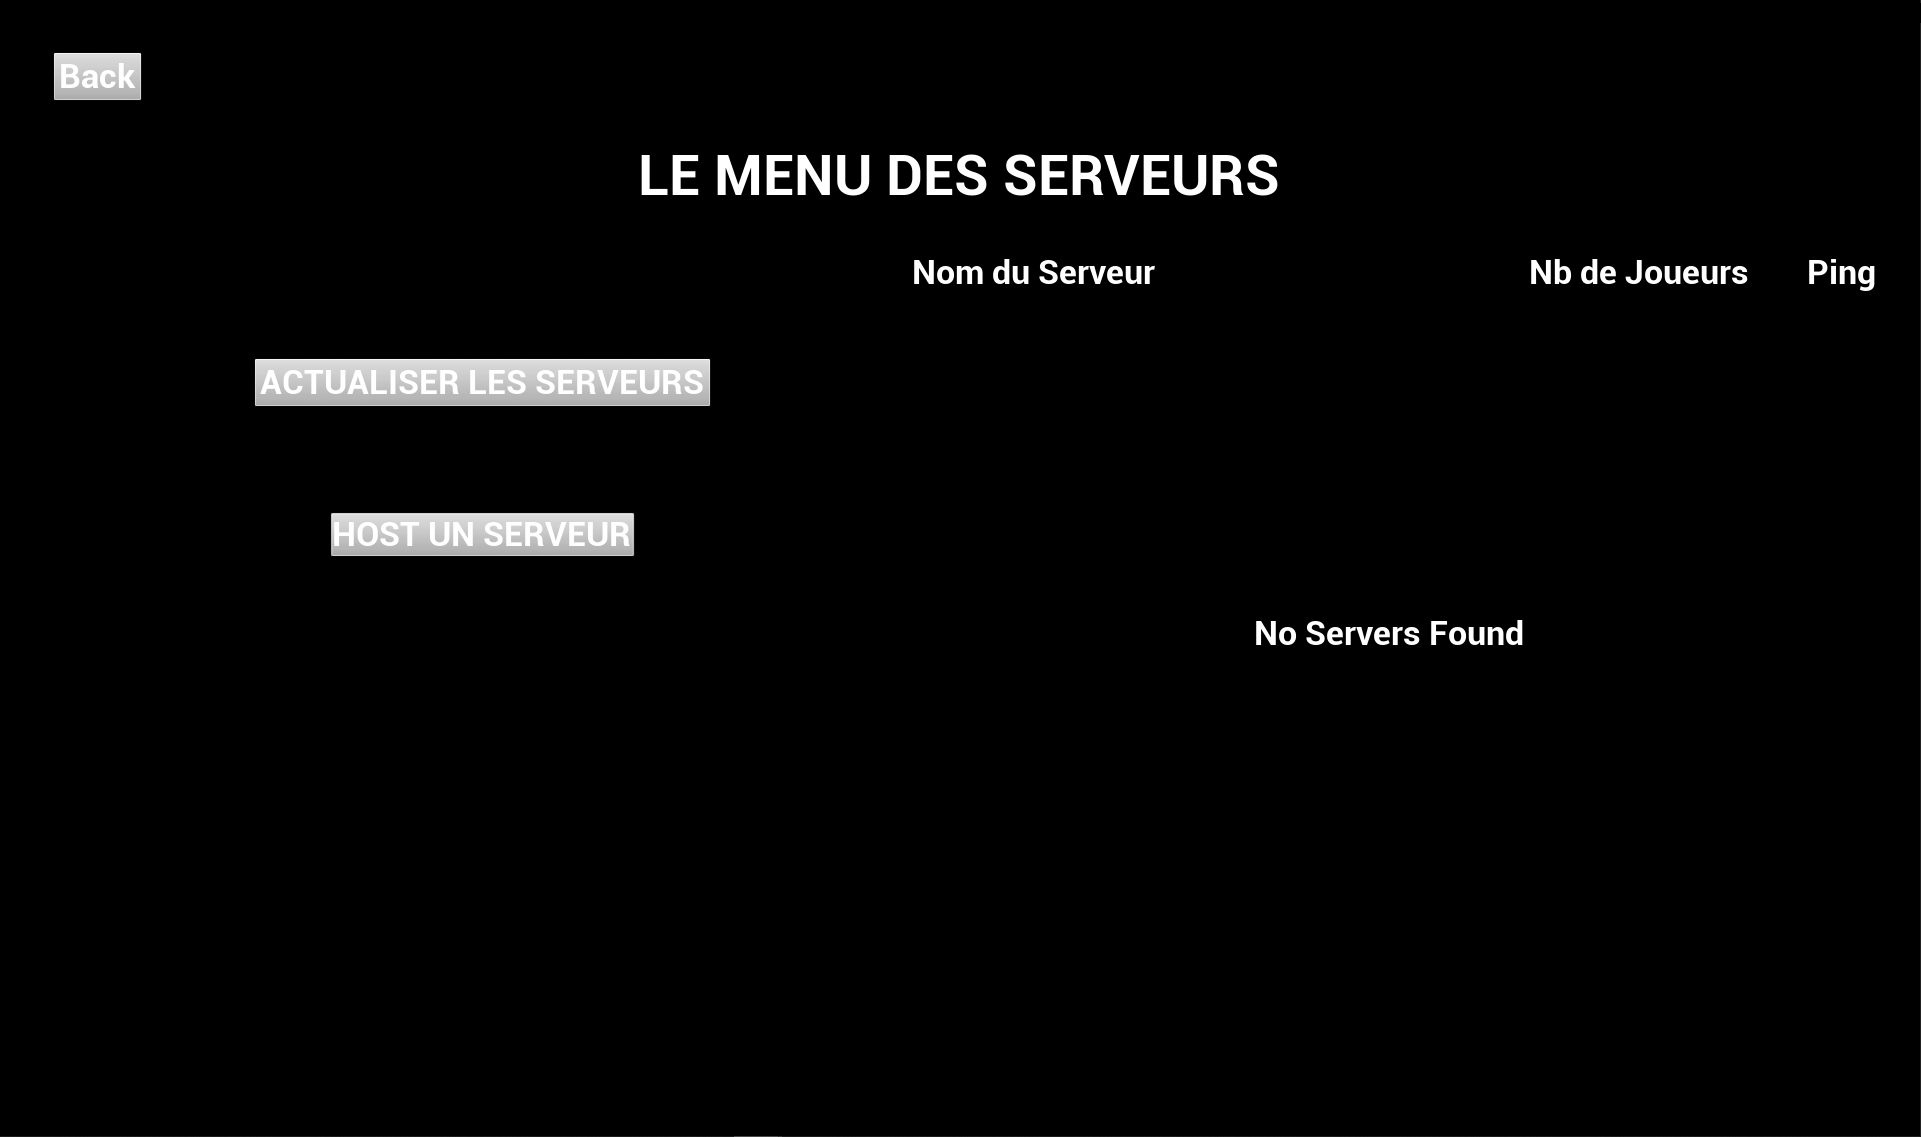 Back
LE MENU DES SERVEURS
Nom du Serveur
Nb de Joueurs
Ping
ACTUALISER LES SERVEURS
HOST UN SERVEUR
No Servers Found